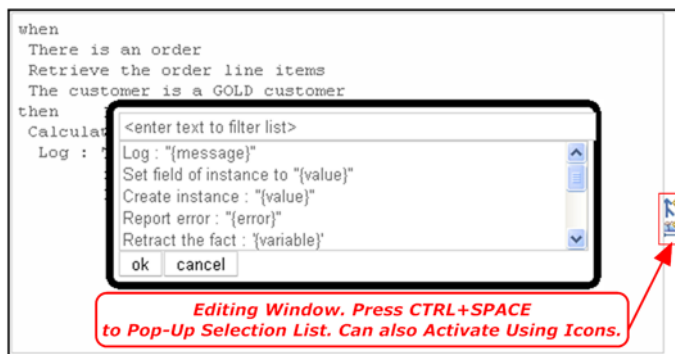 when
There is an order
Retrieve the order line items
The customer is a GOLD customer
then
Calculat
Log : "
<enter text to filter list>
Log : "{message}"
Set field of instance to "{value}"
Create instance : "{value}"
Report error : "{error}"
Retract the fact : '{variable}'
ok cancel
Editing Window. Press CTRL+SPACE
to Pop-Up Selection List. Can also Activate Using Icons.